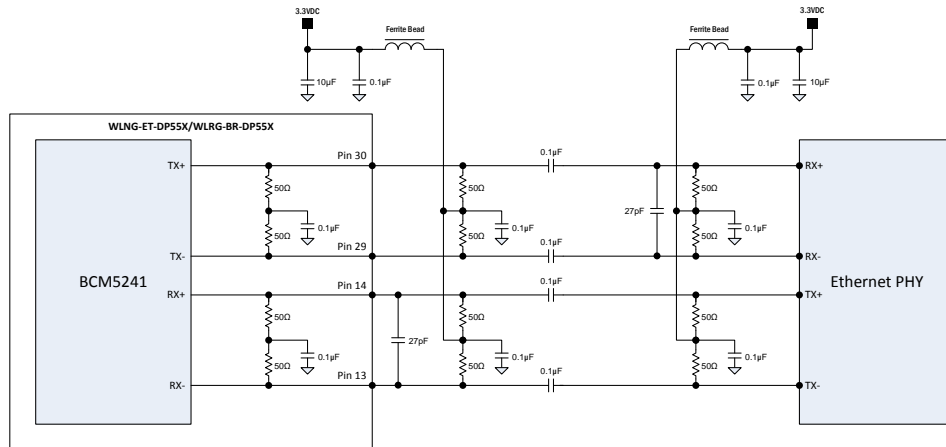 3.3VDC
3.3VDC
Ferrite Bead
Ferrite Bead
10µF
0.1µF
0.1µF
10µF
WLNG-ET-DP55X/WLRG-BR-DP55X
TX+
Pin 30
0.1µF
RX+
50Ω
50Ω
50Ω
27pF
0.1µF
0.1µF
0.1µF
50Ω
50Ω
50Ω
0.1µF
TX-
Pin 29
RX-
BCM5241
Ethernet PHY
RX+
Pin 14
0.1µF
TX+
50Ω
50Ω
50Ω
27pF
0.1µF
0.1µF
0.1µF
50Ω
50Ω
50Ω
0.1µF
RX-
Pin 13
TX-